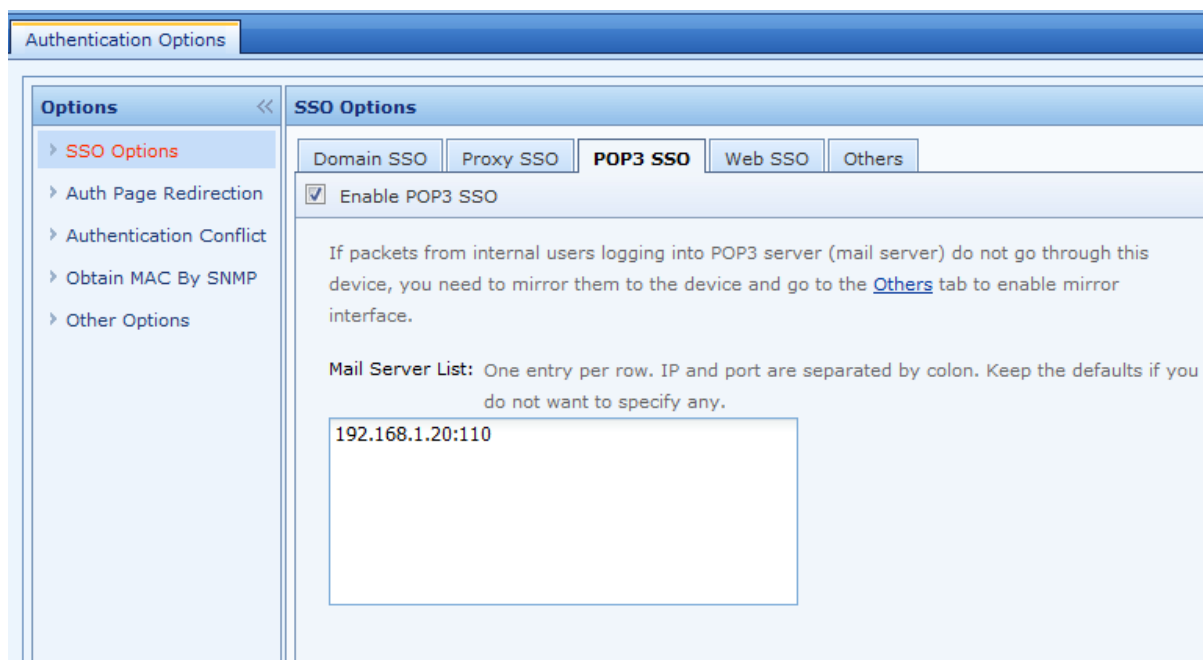 Authentication Options
Options
SSO Options
Auth Page Redirection
Authentication Conflict
Obtain MAC By SNMP
Other Options
SSO Options
Domain SSO
Proxy SSO
POP3 SSO
Web SSO
Others
Enable POP3 SSO
If packets from internal users logging into POP3 server (mail server) do not go through this
device, you need to mirror them to the device and go to the Others tab to enable mirror
interface.
Mail Server List: One entry per row. IP and port are separated by colon. Keep the defaults if you
do not want to specify any.
192.168.1.20:110